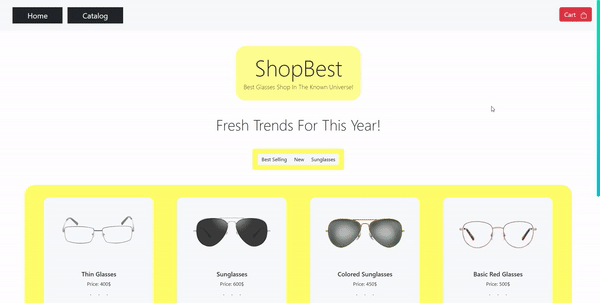 Home Catalog Cart
ShopBest
Best Glasses Shop In The Known Universe!
Fresh Trends For This Year!
Best Selling New Sunglasses
Thin Glasses Sunglasses Colored Sunglasses Basic Red Glasses
Price: 400$ Price: 600$ Price: 450$ Price: 500$